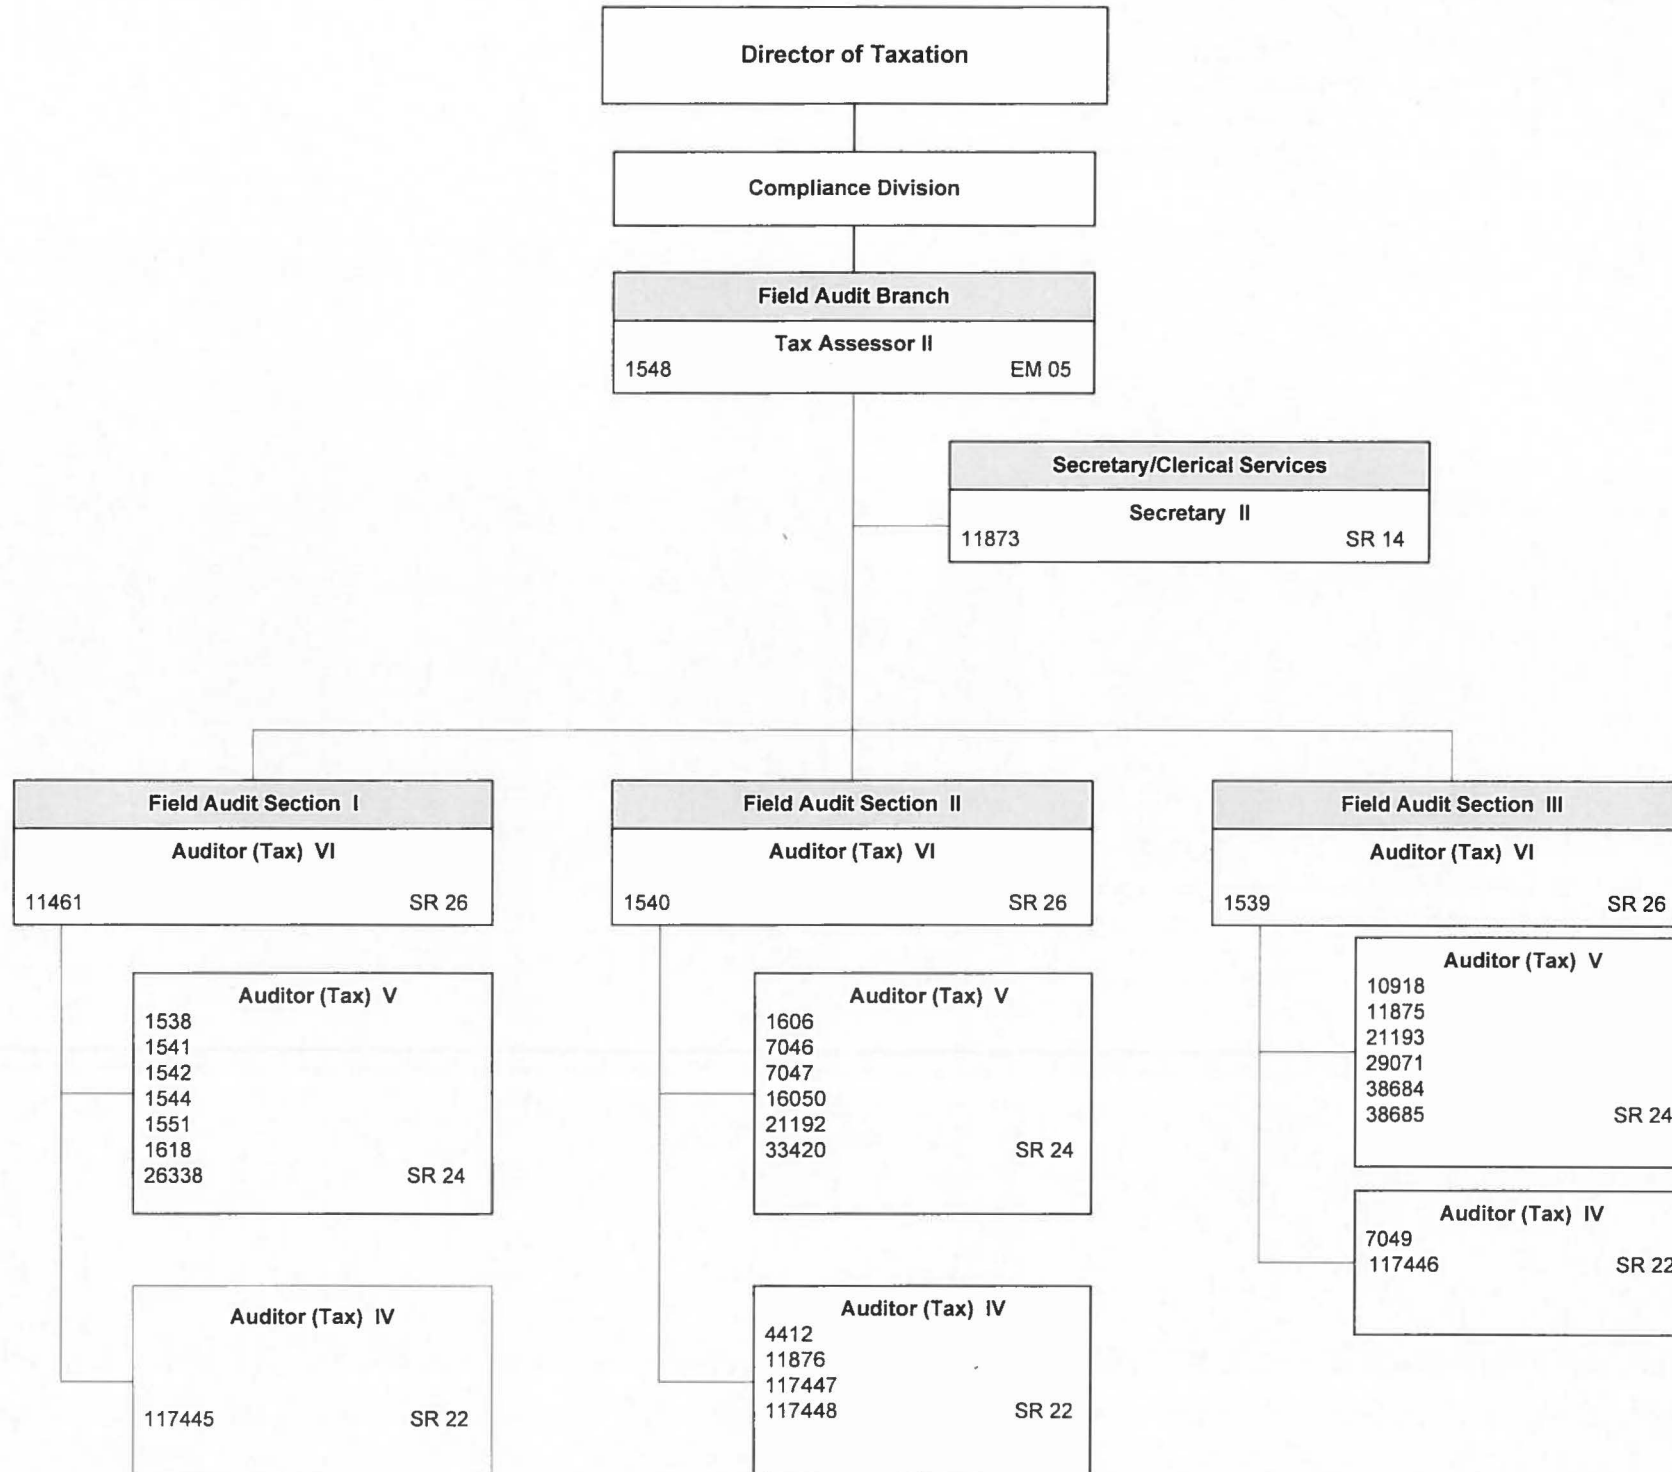 Director of Taxation
Compliance Division
Field Audit Branch
Tax Assessor II
1548 EM 05
Secretary/Clerical Services
Secretary II
11873 SR 14
Field Audit Section I
Auditor (Tax) VI
11461 SR 26
Auditor (Tax) V
1538
1541
1542
1544
1551
1618
26338 SR 24
Auditor (Tax) IV
117445 SR 22
Field Audit Section II
Auditor (Tax) VI
1540 SR 26
Auditor (Tax) V
1606
7046
7047
16050
21192
33420 SR 24
Auditor (Tax) IV
4412
11876
117447
117448 SR 22
Field Audit Section III
Auditor (Tax) VI
1539 SR 26
Auditor (Tax) V
10918
11875
21193
29071
38684
38685 SR 24
Auditor (Tax) IV
7049
117446 SR 22